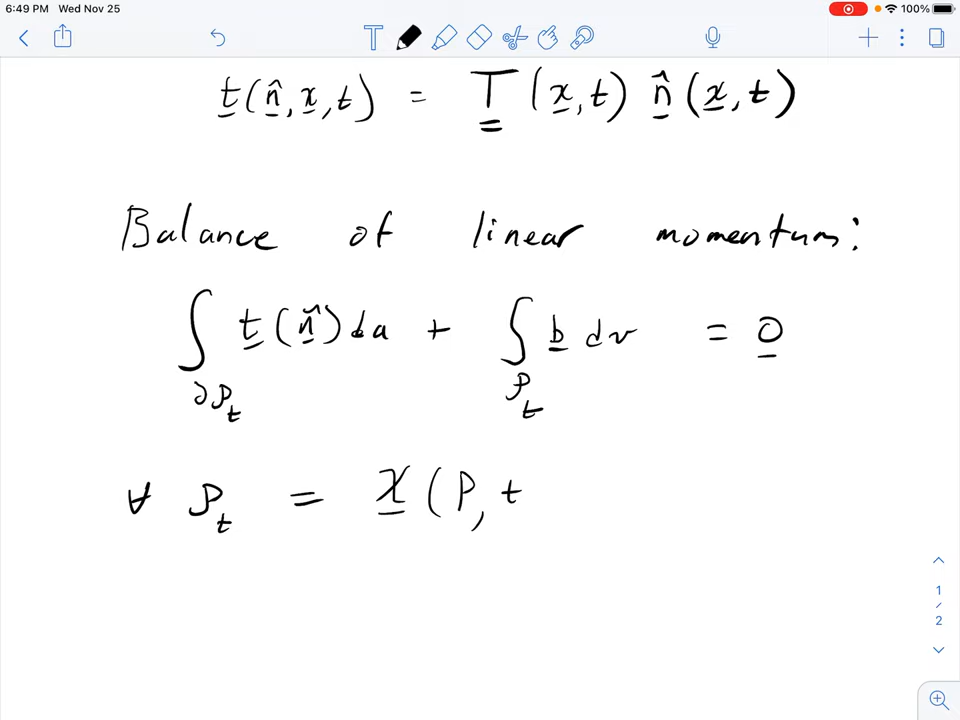 6:49 PM Wed Nov 25 100%
t(n̂, x, t) = T(x, t) n̂(x, t)
Balance of linear momentum:
∫_{∂𝒫_t} t(n̂) da + ∫_{𝒫_t} b dv = 0
∀ 𝒫_t = χ(P, t
1
/
2